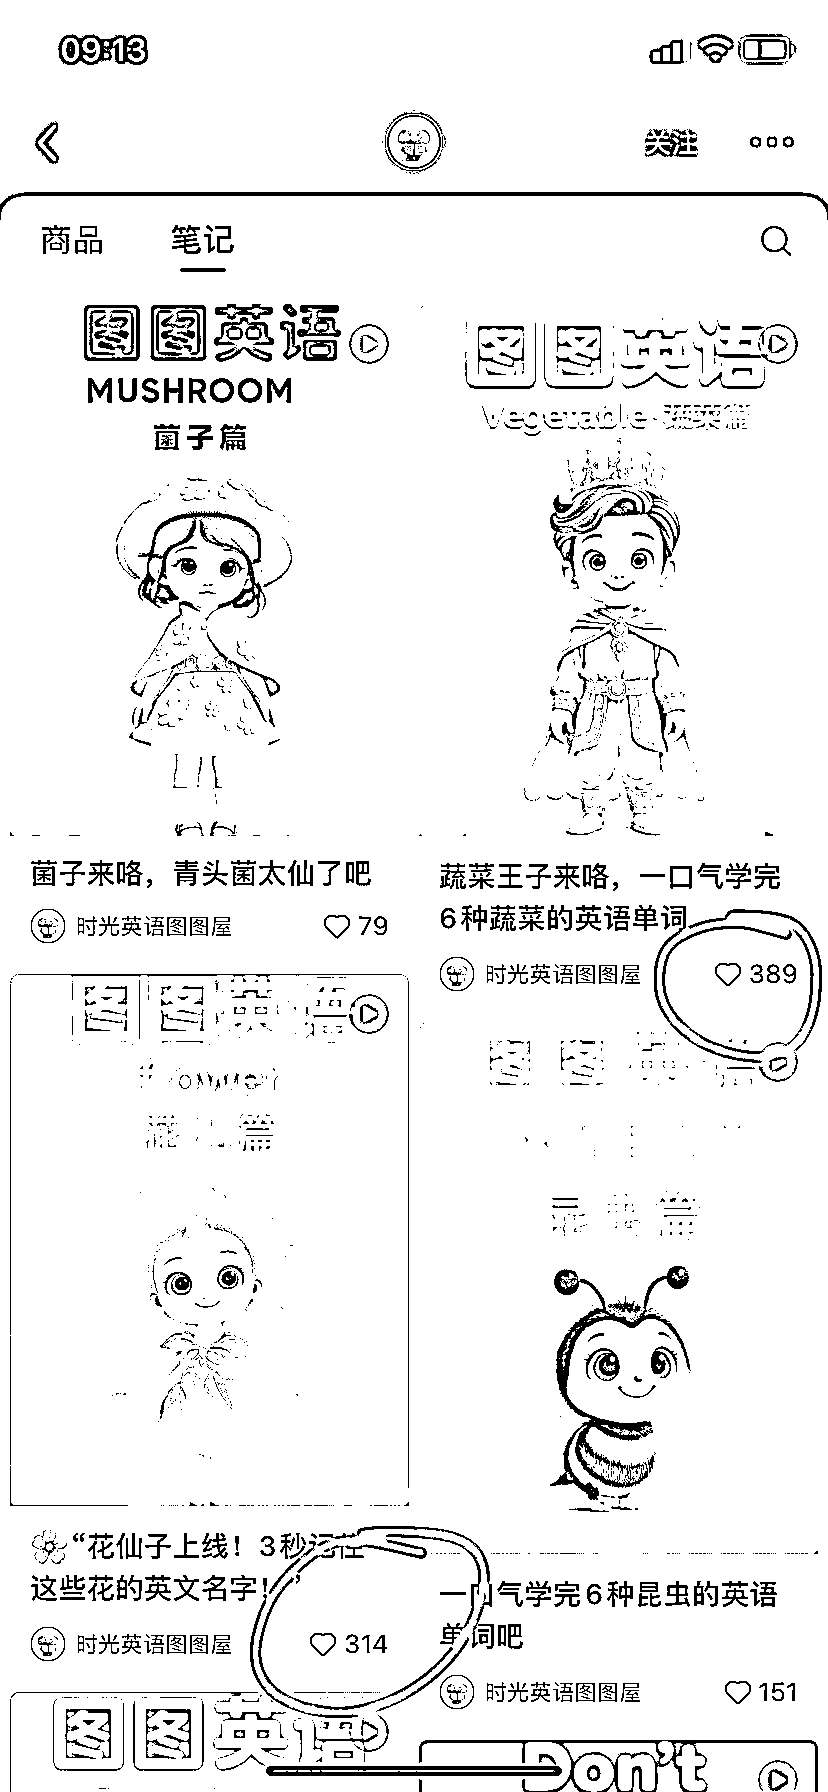 09:13
关注
商品
笔记
图图英语
MUSHROOM
菌子篇
菌子来咯，青头菌太仙了吧
时光英语图图屋
79
图图英语
Vegetable 蔬菜篇
蔬菜王子来咯，一口气学完
6种蔬菜的英语单词
时光英语图图屋
389
图图英语
篇
“花仙子上线！3秒记住
这些花的英文名字！”
时光英语图图屋
314
图图英语
昆虫篇
一口气学完6种昆虫的英语
单词吧
时光英语图图屋
151
图图英语
Don't